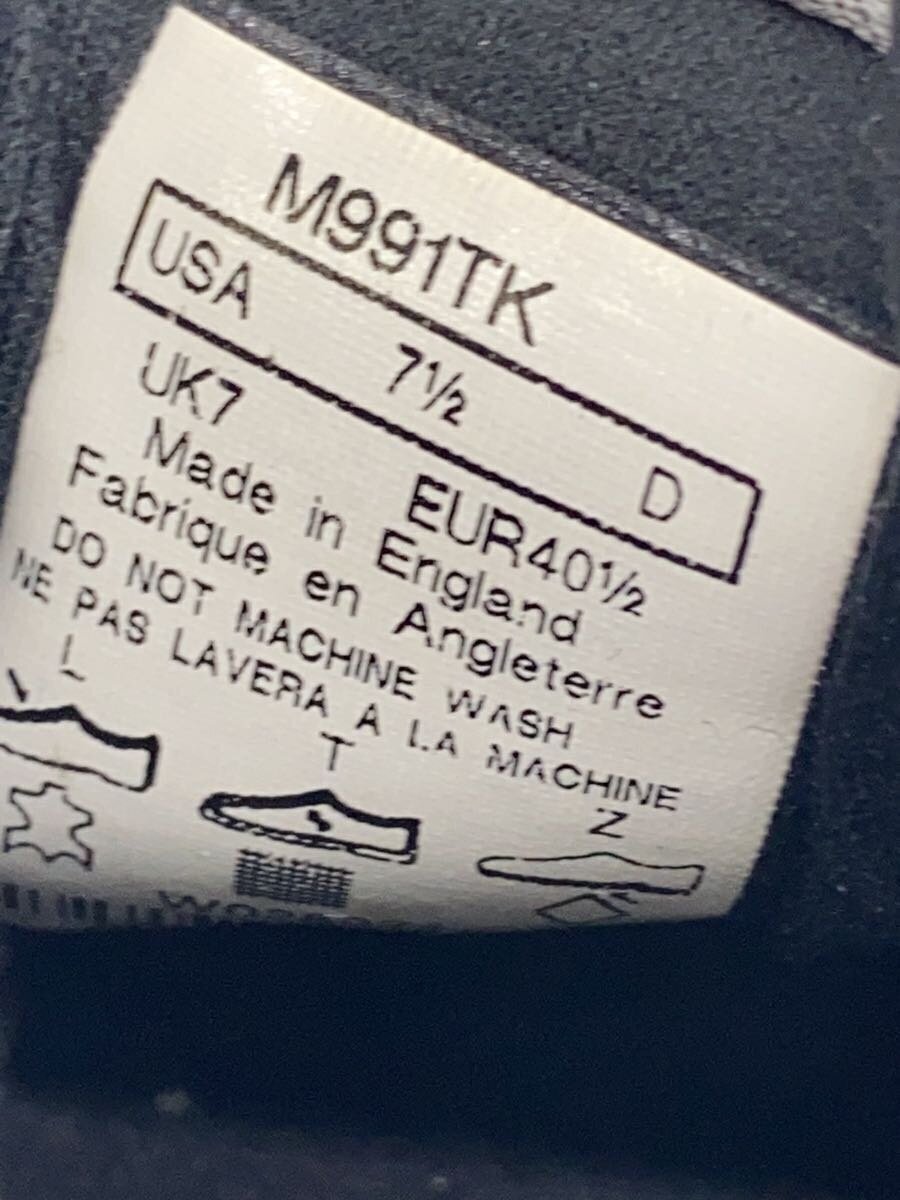 M991TK
USA 7½ D
UK7 EUR40½
Made in England
Fabrique en Angleterre
DO NOT MACHINE WASH
NE PAS LAVERA A LA MACHINE
L T Z